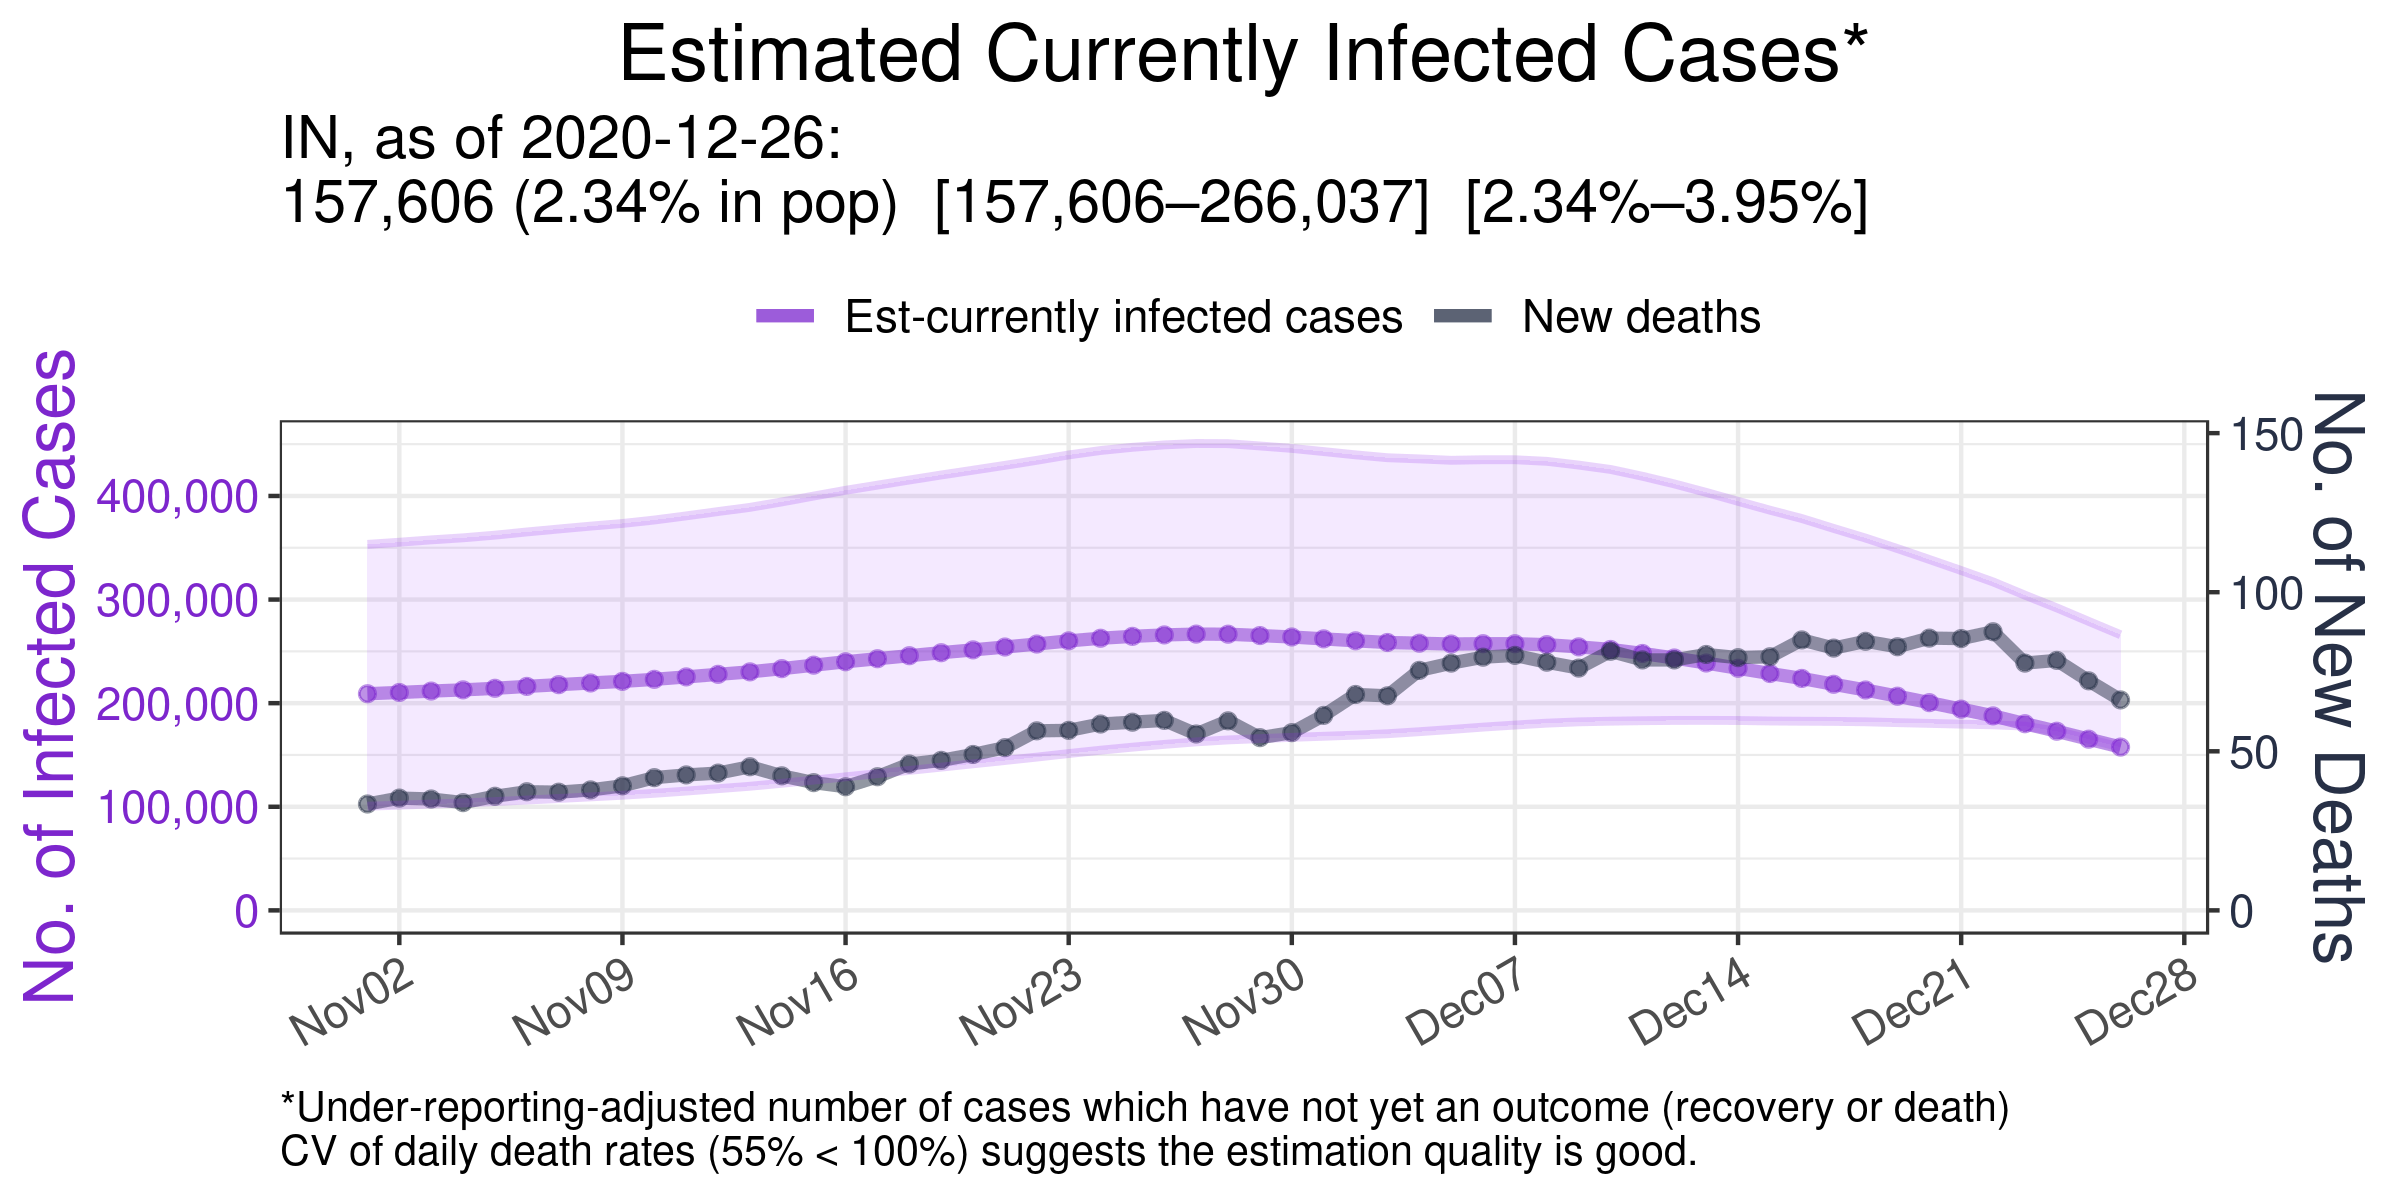 Estimated Currently Infected Cases*
IN, as of 2020-12-26:
157,606 (2.34% in pop) [157,606–266,037] [2.34%–3.95%]
Est-currently infected cases
New deaths
No. of Infected Cases
400,000
300,000
200,000
100,000
0
150
100
50
0
No. of New Deaths
Nov02
Nov09
Nov16
Nov23
Nov30
Dec07
Dec14
Dec21
Dec28
*Under-reporting-adjusted number of cases which have not yet an outcome (recovery or death)
CV of daily death rates (55% < 100%) suggests the estimation quality is good.